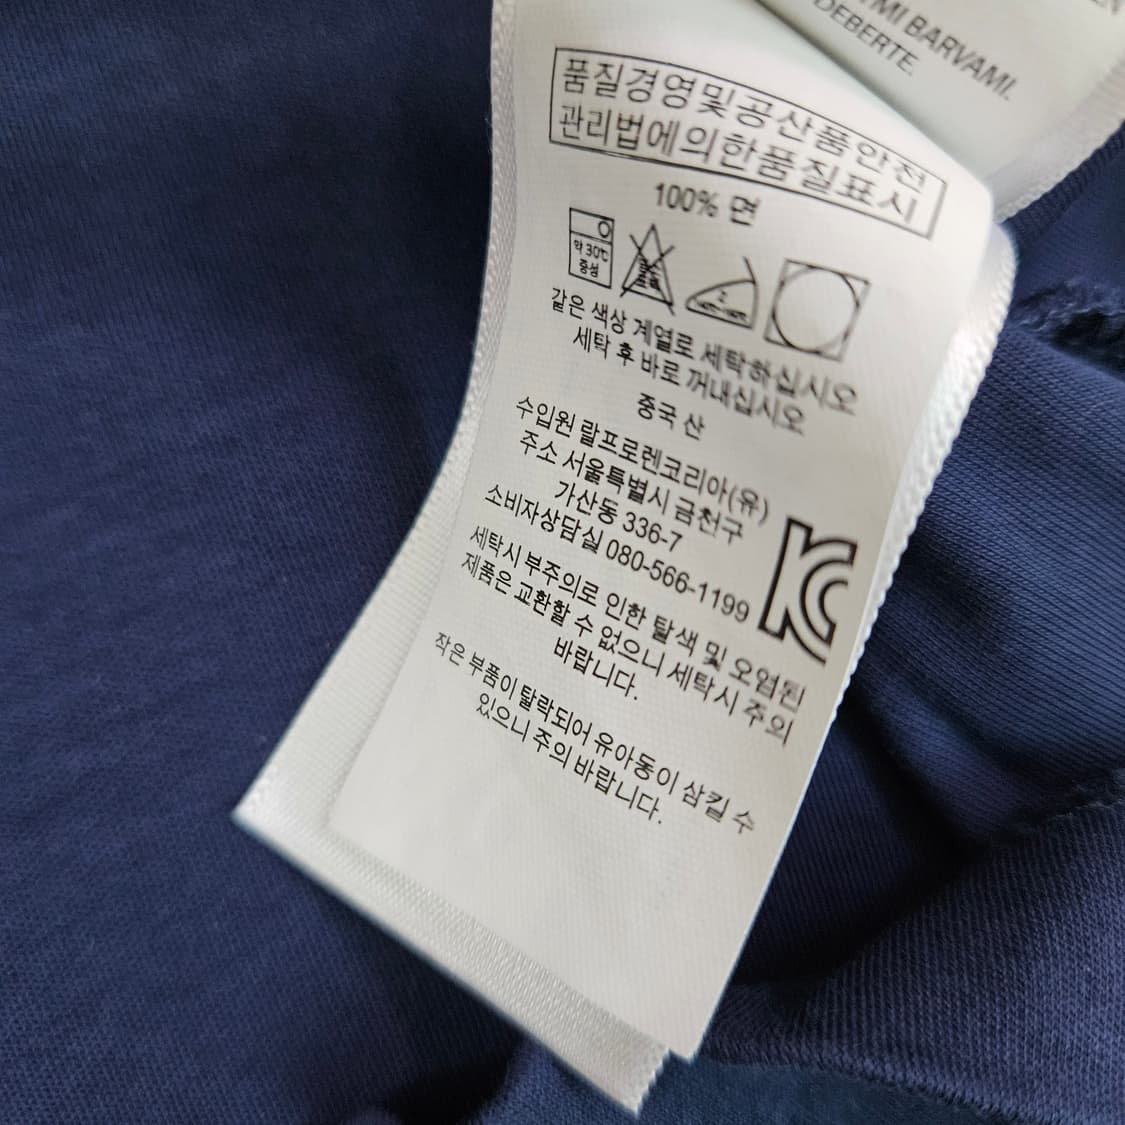 YMI BARVAMI.
DEBERTE.
품질경영및공산품안전
관리법에의한품질표시
100% 면
약 30℃
중성
갈은 색상 계열로 세탁하십시오
세탁 후 바로 꺼내십시오
중국 산
수입원 랄프로렌코리아(유)
주소 서울특별시 금천구
가산동 336-7
소비자상담실 080-566-1199
세탁시 부주의로 인한 탈색 및 오염된
제품은 교환할 수 없으니 세탁시 주의
바랍니다.
작은 부품이 탈락되어 유아동이 삼킬 수
있으니 주의 바랍니다.